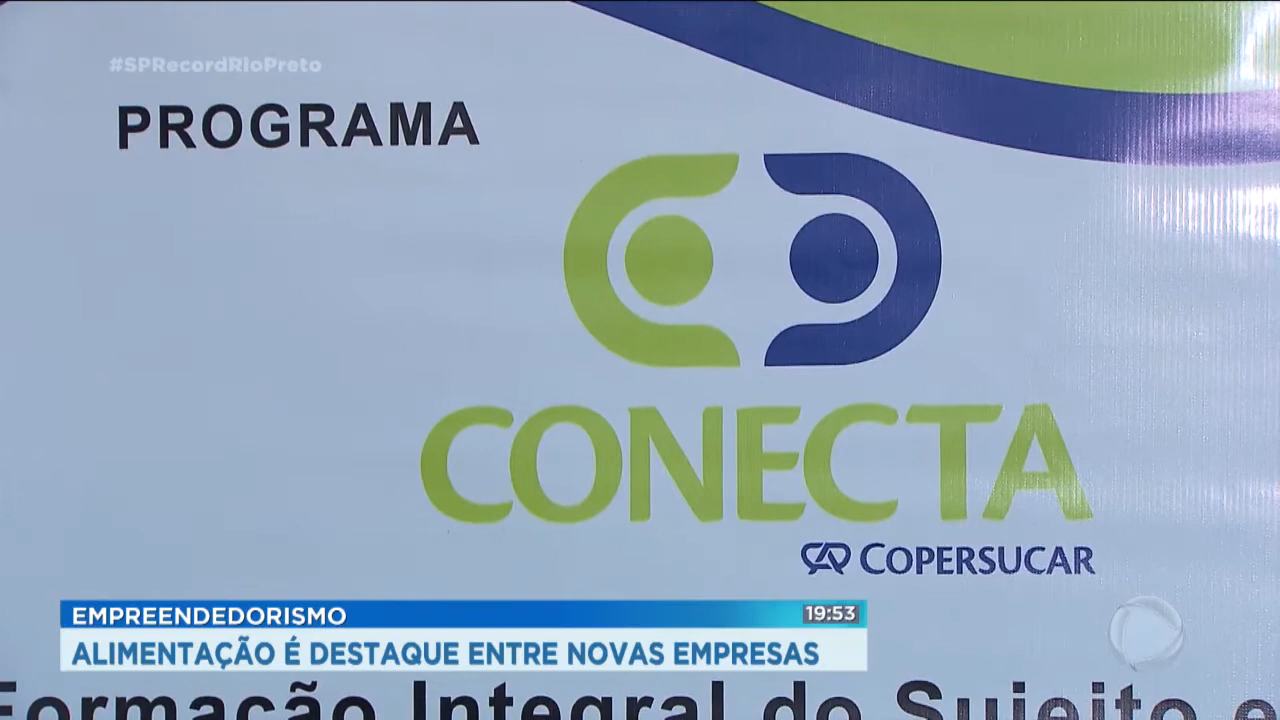 #SPRecordRioPreto
PROGRAMA
CONECTA
COPERSUCAR
EMPREENDEDORISMO
19:53
ALIMENTAÇÃO É DESTAQUE ENTRE NOVAS EMPRESAS
Formação Integral do Sujeito e